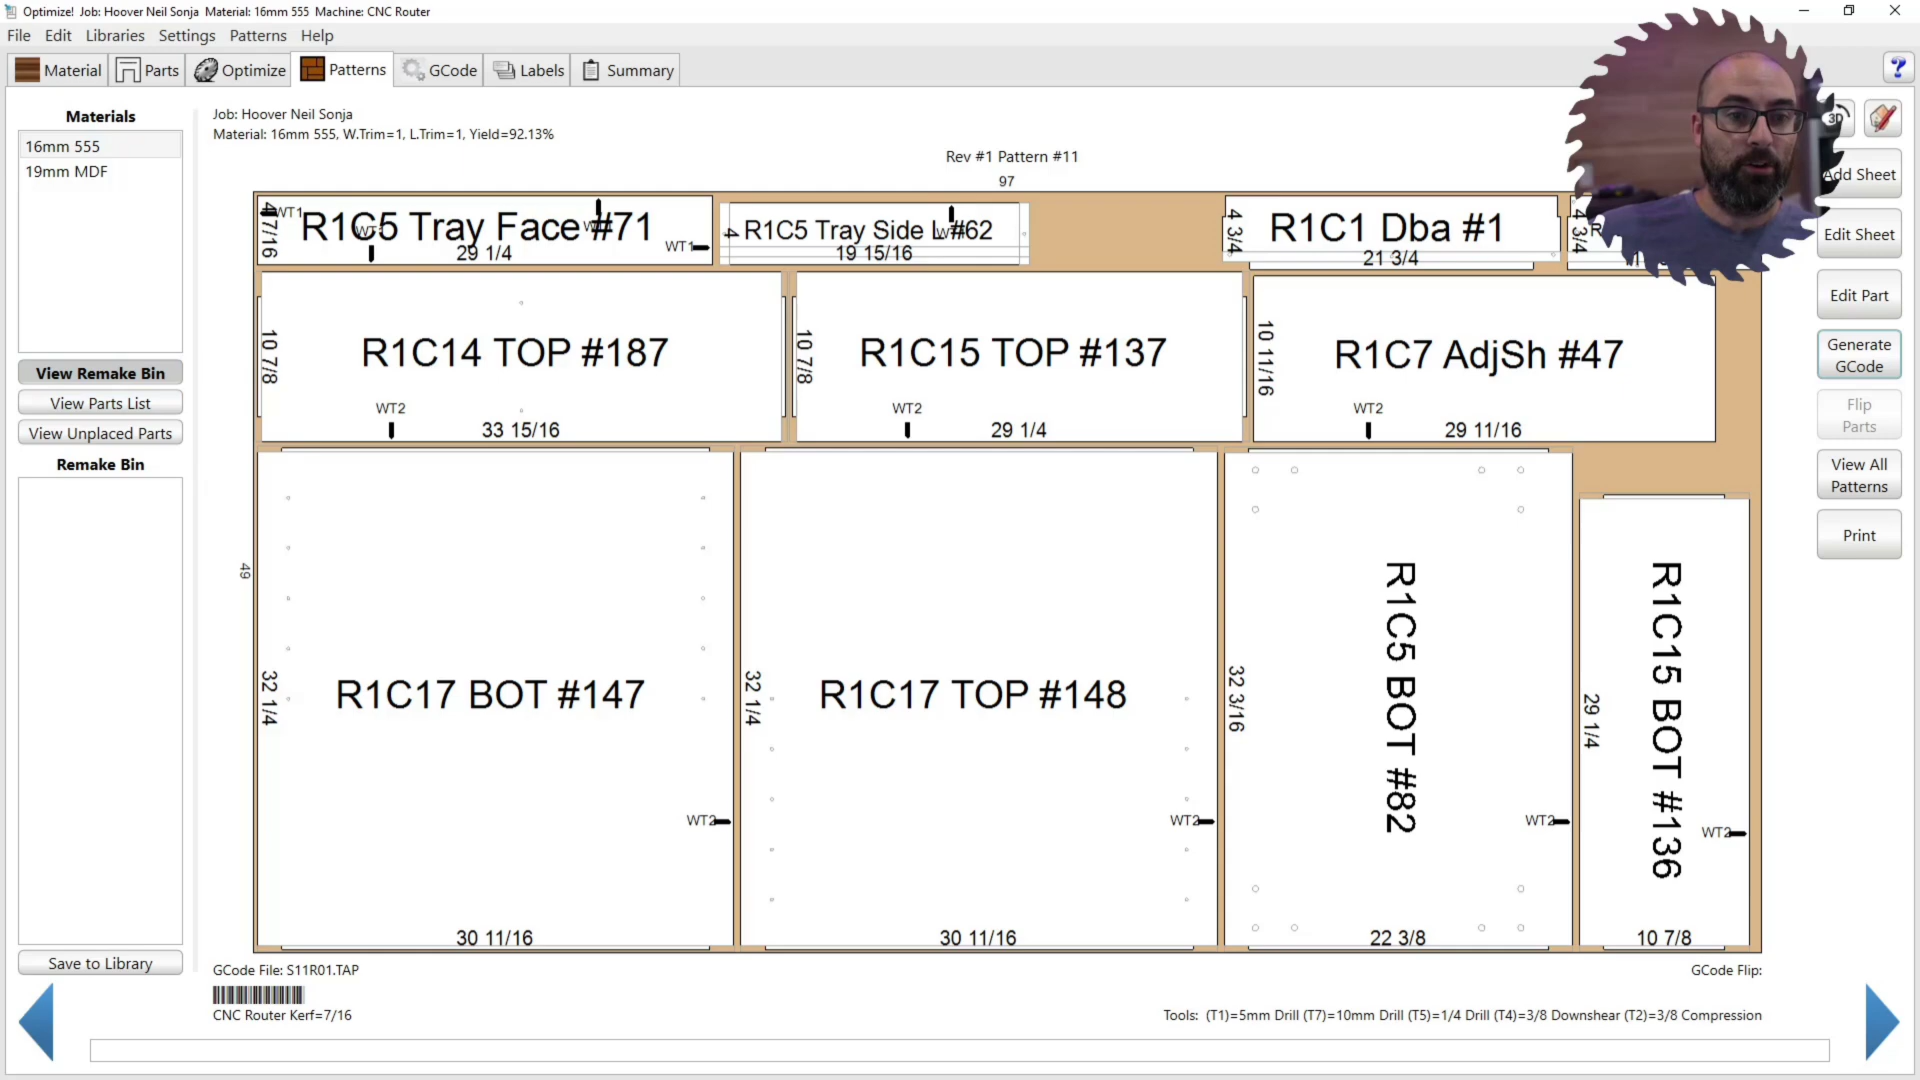 Optimize! Job: Hoover Neil Sonja Material: 16mm 555 Machine: CNC Router
File Edit Libraries Settings Patterns Help
Material Parts Optimize Patterns GCode Labels Summary
?
Materials
16mm 555
19mm MDF
View Remake Bin
View Parts List
View Unplaced Parts
Remake Bin
Save to Library
Job: Hoover Neil Sonja
Material: 16mm 555, W.Trim=1, L.Trim=1, Yield=92.13%
Rev #1 Pattern #11
97
49
WT1
R1C5 Tray Face #71
WT1
29 1/4
4
R1C5 Tray Side L #62
19 15/16
4 3/4
R1C1 Dba #1
21 3/4
4 3/4
10 7/8
R1C14 TOP #187
WT2
33 15/16
10 7/8
R1C15 TOP #137
WT2
29 1/4
10 11/16
R1C7 AdjSh #47
WT2
29 11/16
32 1/4
R1C17 BOT #147
WT2
30 11/16
32 1/4
R1C17 TOP #148
WT2
30 11/16
32 3/16
R1C5 BOT #82
WT2
22 3/8
29 1/4
R1C15 BOT #136
WT2
10 7/8
3D
Add Sheet
Edit Sheet
Edit Part
Generate
GCode
Flip
Parts
View All
Patterns
Print
GCode File: S11R01.TAP
GCode Flip:
CNC Router Kerf=7/16
Tools: (T1)=5mm Drill (T7)=10mm Drill (T5)=1/4 Drill (T4)=3/8 Downshear (T2)=3/8 Compression